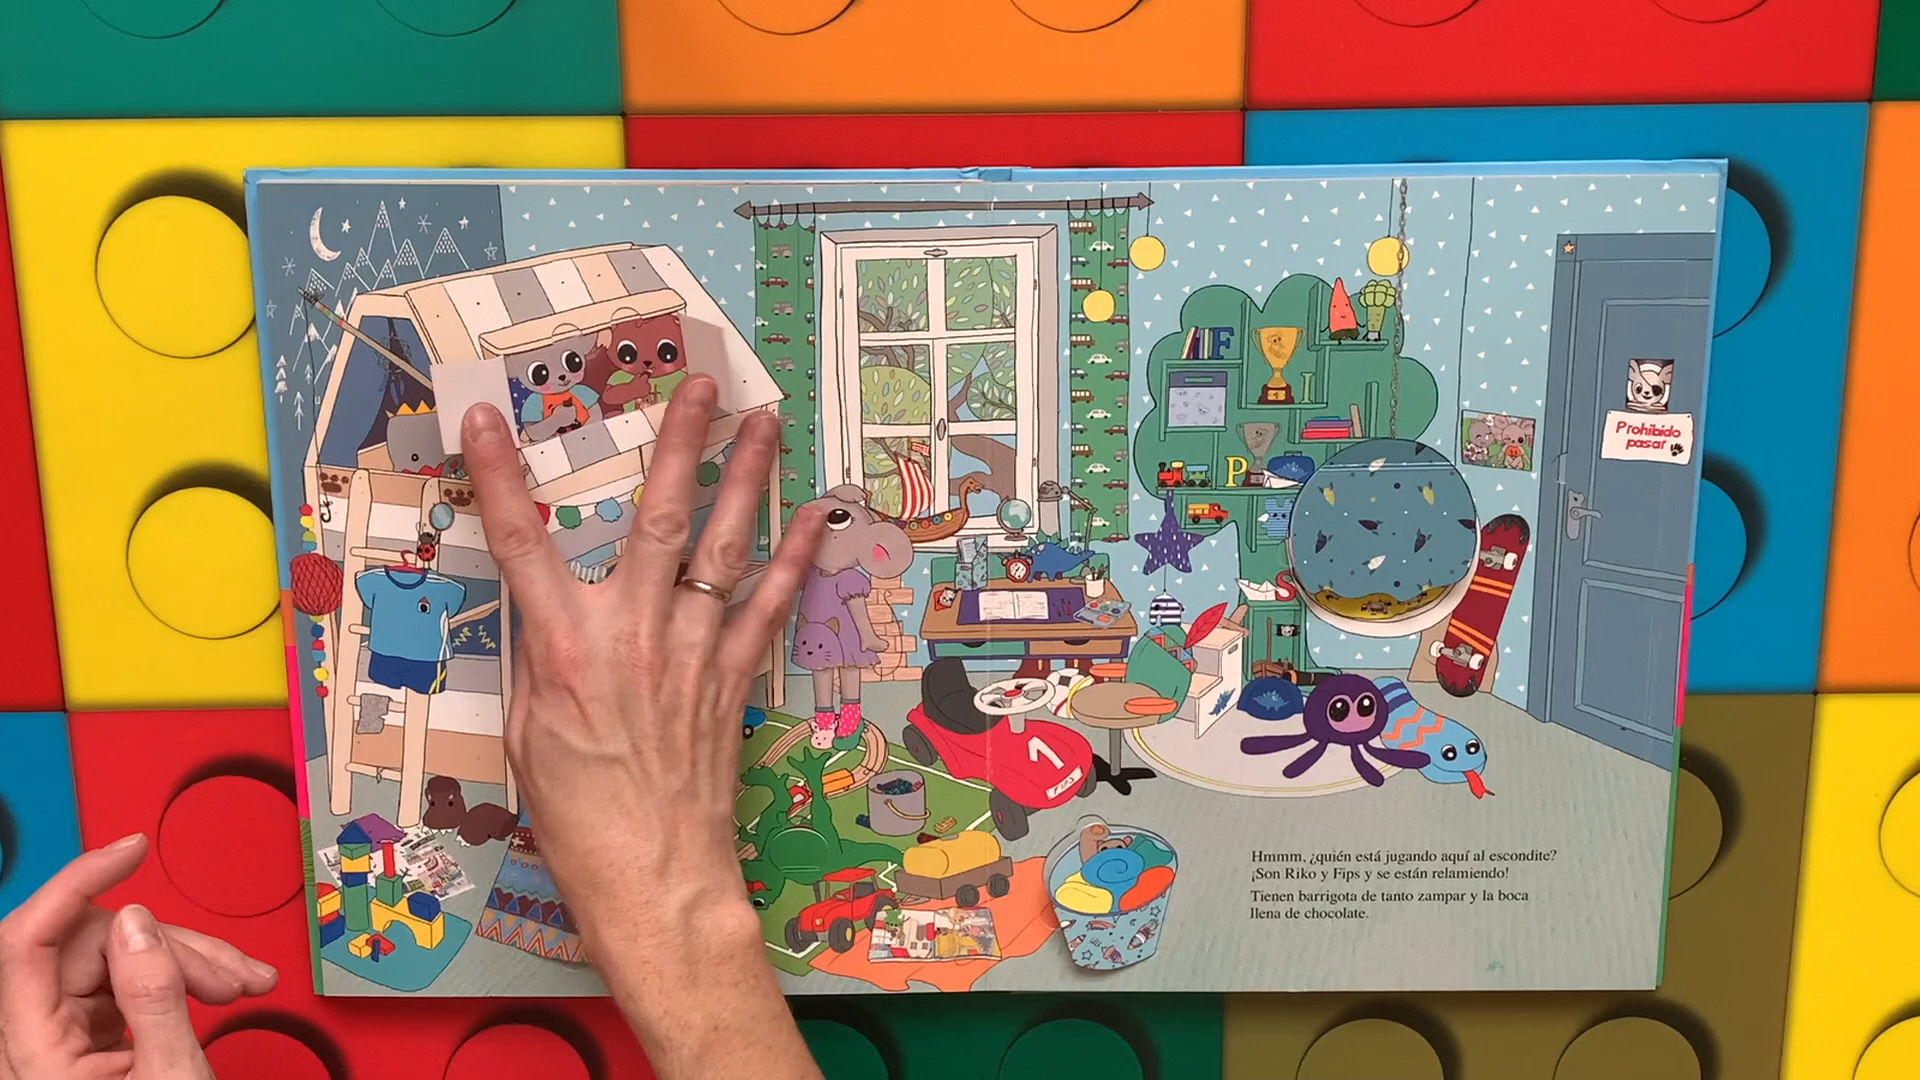 F
I
P
S
Prohibido
pasar
1
Hmmm, ¿quién está jugando aquí al escondite?
¡Son Riko y Fips y se están relamiendo!
Tienen barrigota de tanto zampar y la boca
llena de chocolate.